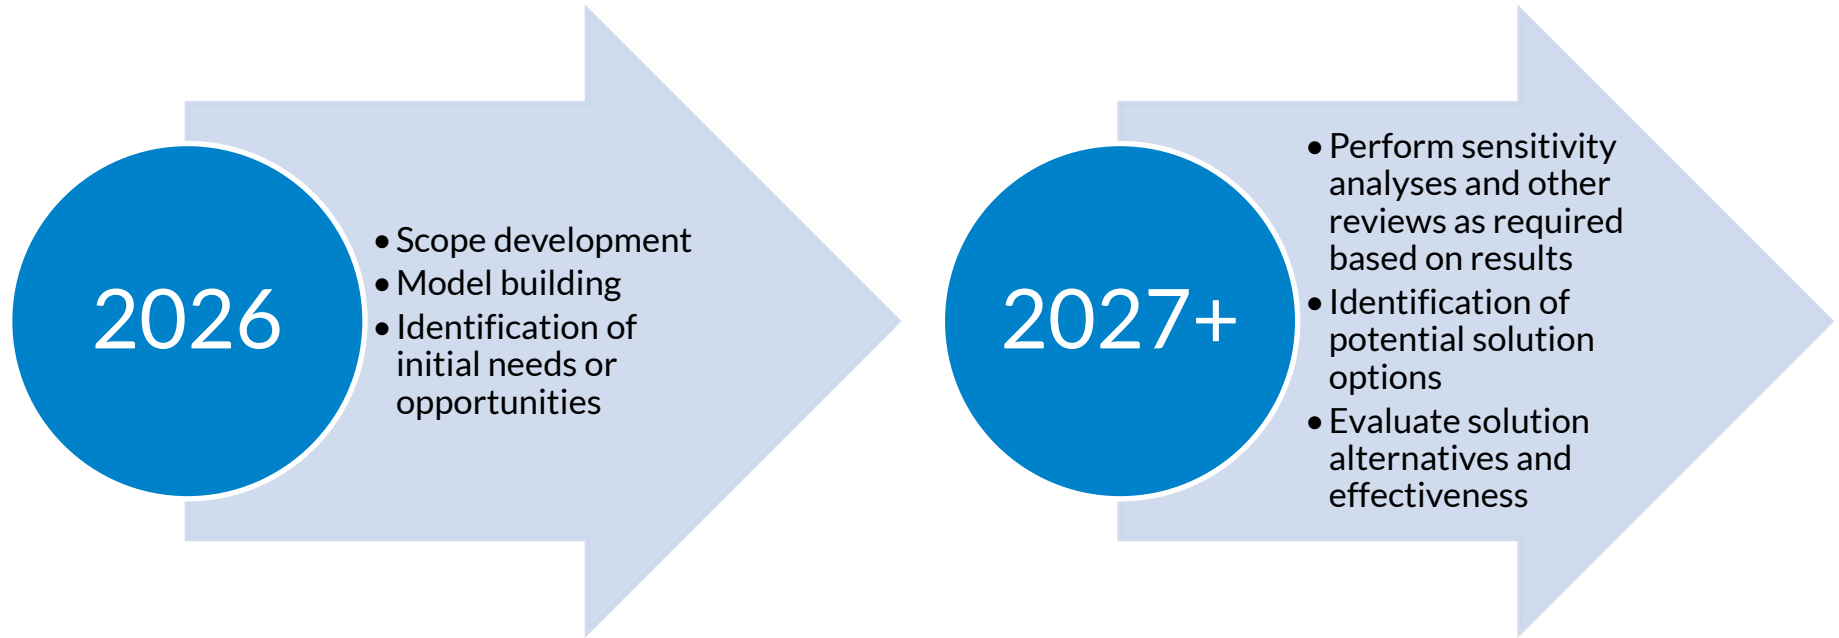 2026
• Scope development
• Model building
• Identification of
initial needs or
opportunities
2027+
• Perform sensitivity
analyses and other
reviews as required
based on results
• Identification of
potential solution
options
• Evaluate solution
alternatives and
effectiveness